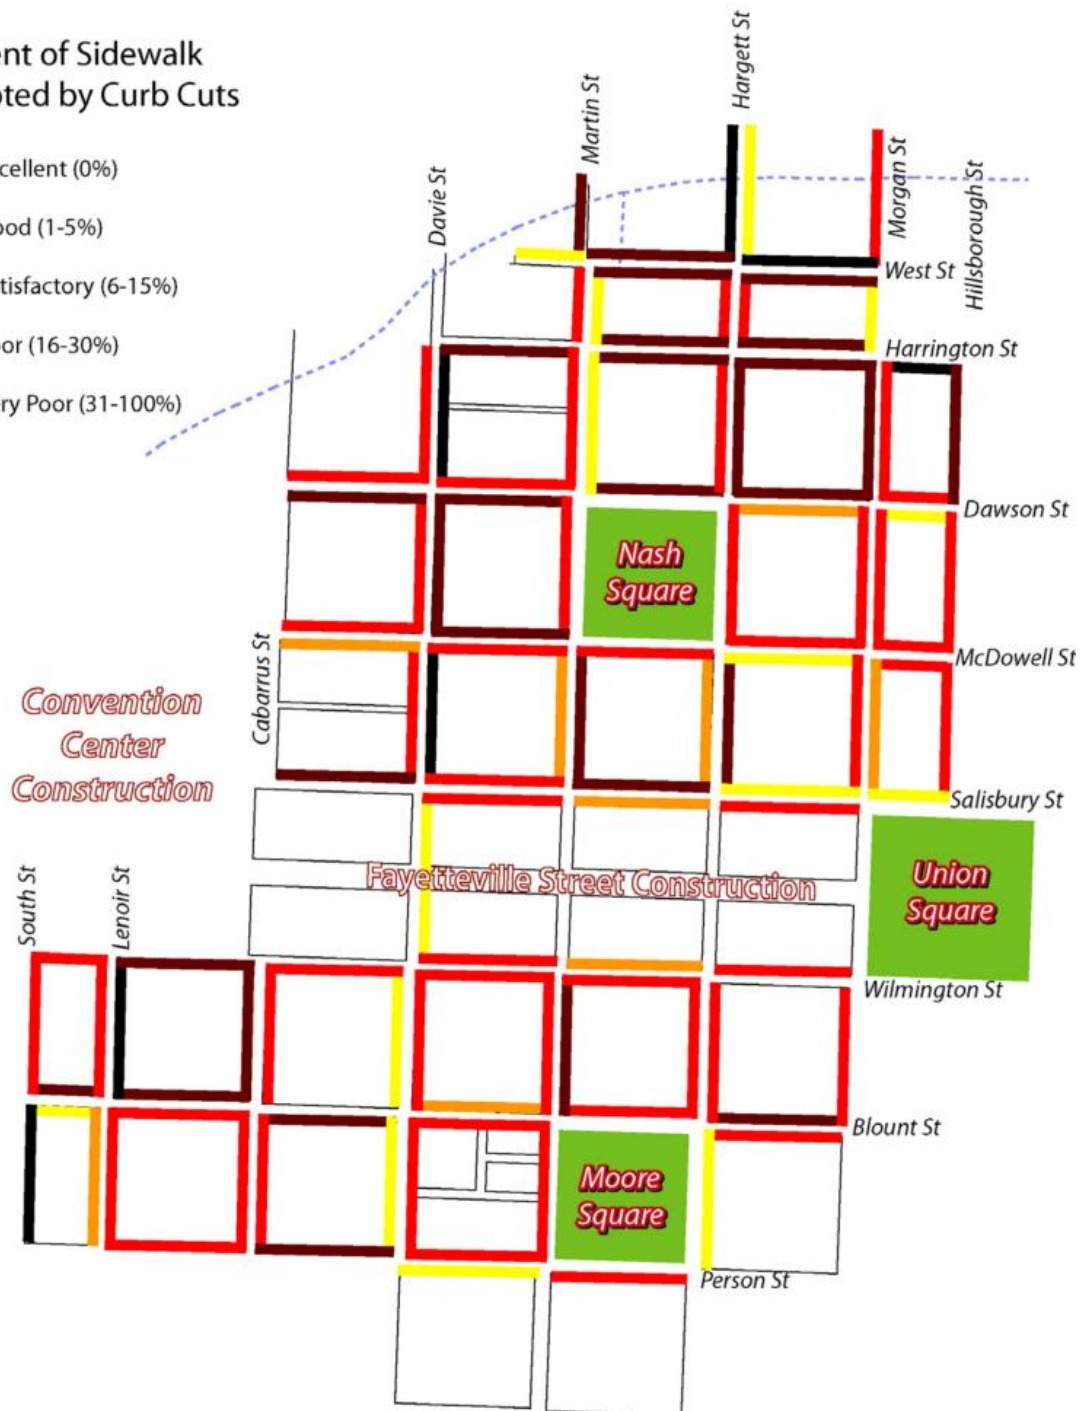 ent of Sidewalk
oted by Curb Cuts
cellent (0%)
ood (1-5%)
tisfactory (6-15%)
oor (16-30%)
ery Poor (31-100%)
Hargett St
Martin St
Morgan St
Hillsborough St
Davie St
West St
Harrington St
Dawson St
Nash
Square
McDowell St
Cabarrus St
Convention
Center
Construction
Salisbury St
Fayetteville Street Construction
Union
Square
South St
Lenoir St
Wilmington St
Blount St
Moore
Square
Person St